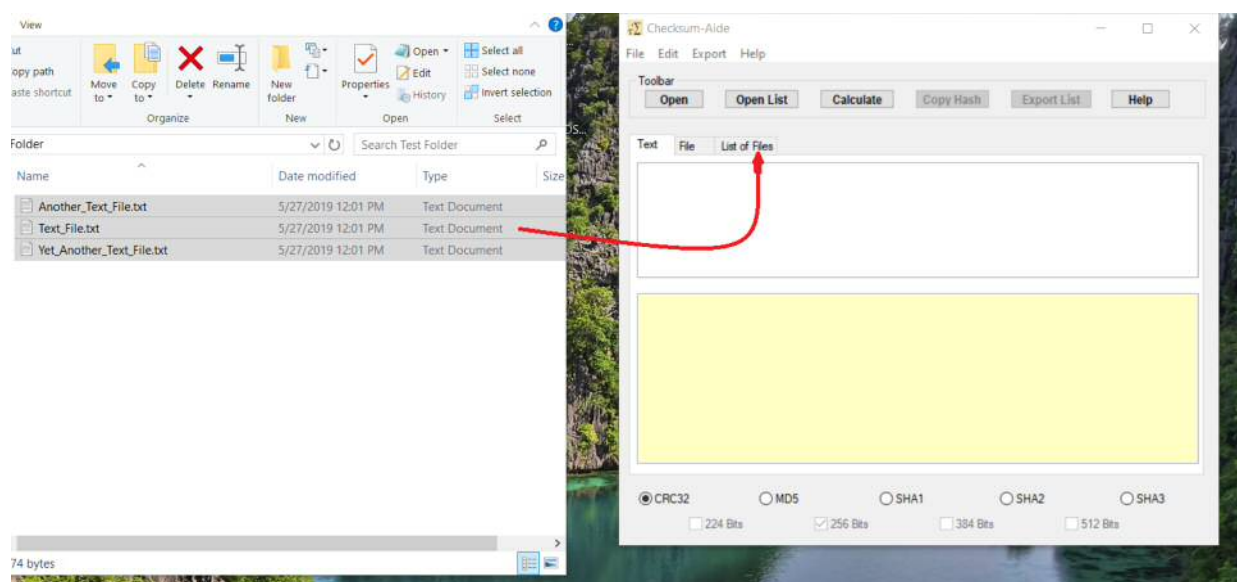 View
Checksum-Aide
File Edit Export Help
ut
opy path
aste shortcut
Move to
Copy to
Delete
Rename
New folder
Properties
Open
Edit
History
Select all
Select none
Invert selection
Organize
New
Open
Select
Toolbar
Open
Open List
Calculate
Copy Hash
Export List
Help
Folder
Search Test Folder
Text
File
List of Files
Name
Date modified
Type
Size
Another_Text_File.txt 5/27/2019 12:01 PM Text Document
Text_File.txt 5/27/2019 12:01 PM Text Document
Yet_Another_Text_File.txt 5/27/2019 12:01 PM Text Document
CRC32 MD5 SHA1 SHA2 SHA3
224 Bits 256 Bits 384 Bits 512 Bits
74 bytes